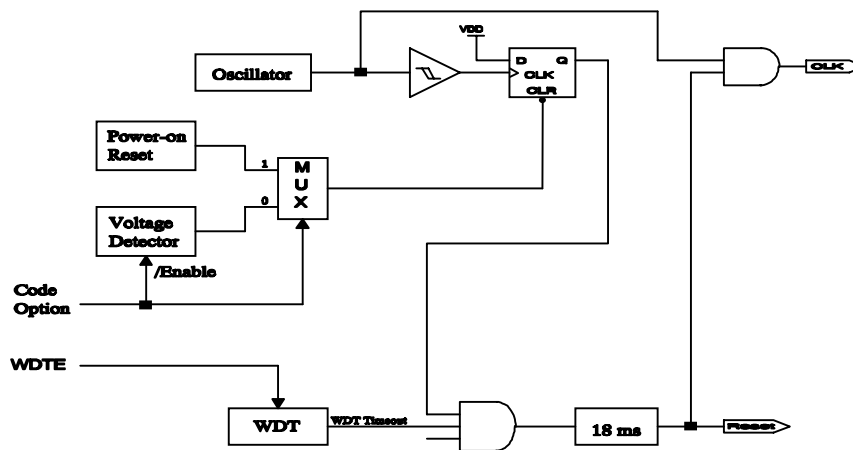 VDD
Oscillator
D Q
CLK
CLR
CLK
Power-on
Reset
1
M
U
X
0
Voltage
Detector
/Enable
Code
Option
WDTE
WDT
WDT Timeout
18 ms
Reset